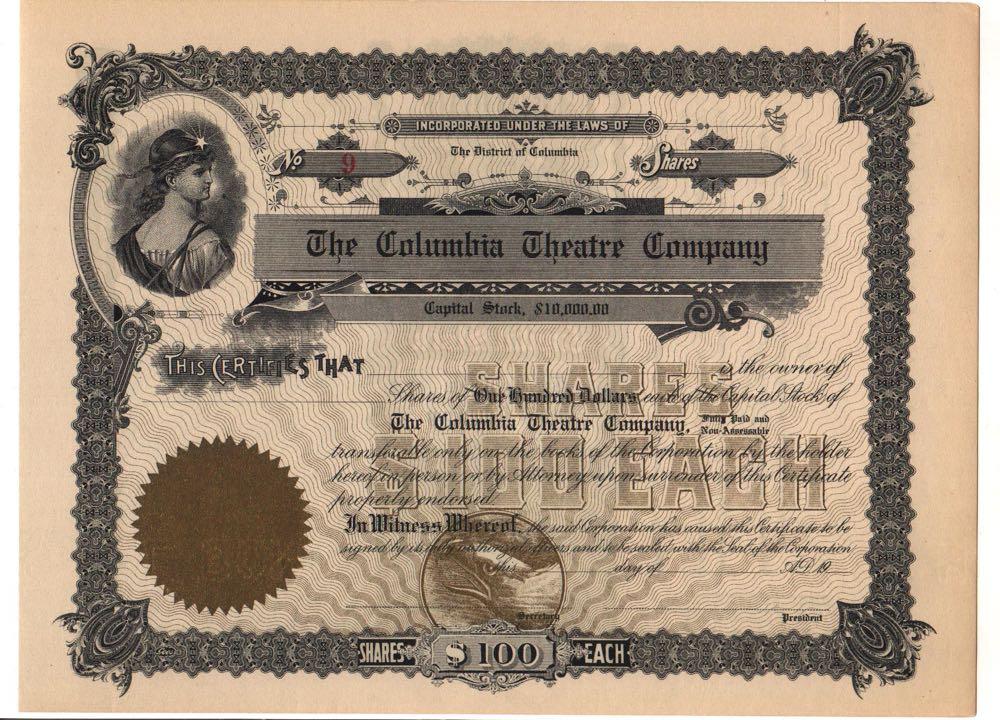 INCORPORATED UNDER THE LAWS OF
The District of Columbia
No 9
Shares
The Columbia Theatre Company
Capital Stock, $10,000.00
THIS CERTIFIES THAT is the owner of
Shares of One Hundred Dollars each of the Capital Stock of
The Columbia Theatre Company, Fully Paid and Non-Assessable
transferable only on the books of the Corporation by the holder
hereof in person or by Attorney upon surrender of this Certificate
properly endorsed.
In Witness Whereof, the said Corporation has caused this Certificate to be
signed by its duly authorized officers and to be sealed with the Seal of the Corporation
this day of A.D. 19
SHARES
$100 EACH
Secretary
President
SHARES $100 EACH